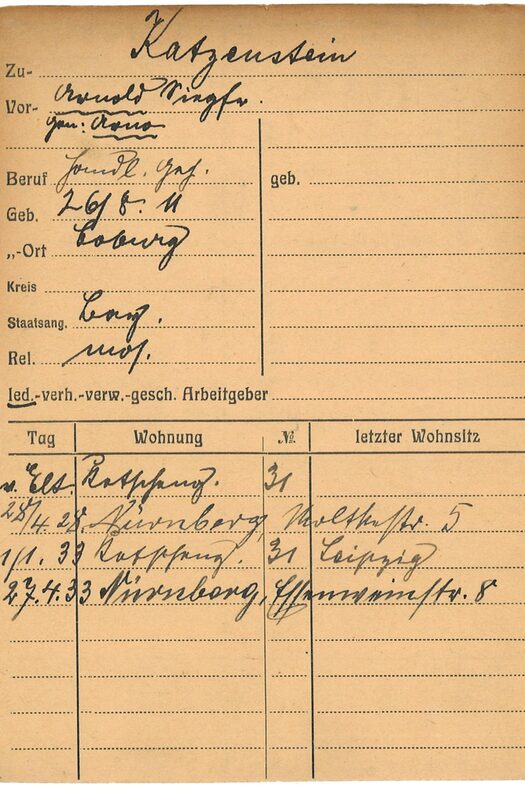 Katzenstein
Zu-
Vor- Arnold Siegfr.
gen: Arno
Beruf Handl. Geh. geb.
Geb. 26/8. 11
„-Ort Coburg
Kreis
Staatsang. Bay.
Rel. mos.
led.-verh.-verw.-gesch. Arbeitgeber
Tag Wohnung № letzter Wohnsitz
v. Elt. Ketscheng. 31
28/4. 28. Nürnberg, Moltkestr. 5
1/1. 33 Ketscheng. 31 Leipzig
27.4.33 Nürnberg, Essenweinstr. 8